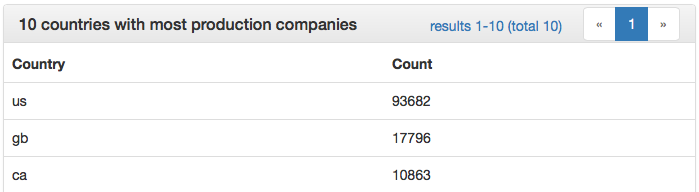 10 countries with most production companies results 1-10 (total 10) « 1 »
Country Count
us 93682
gb 17796
ca 10863